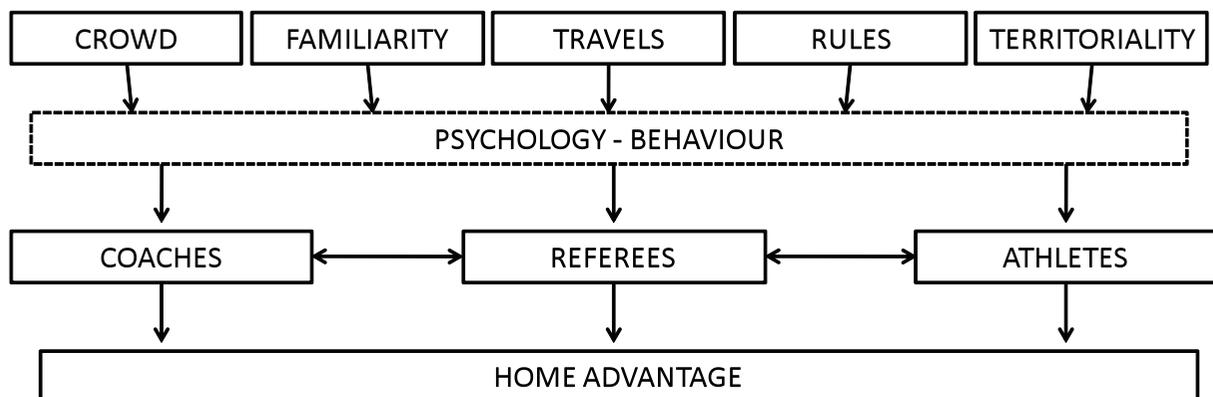 CROWD
FAMILIARITY
TRAVELS
RULES
TERRITORIALITY
PSYCHOLOGY - BEHAVIOUR
COACHES
REFEREES
ATHLETES
HOME ADVANTAGE